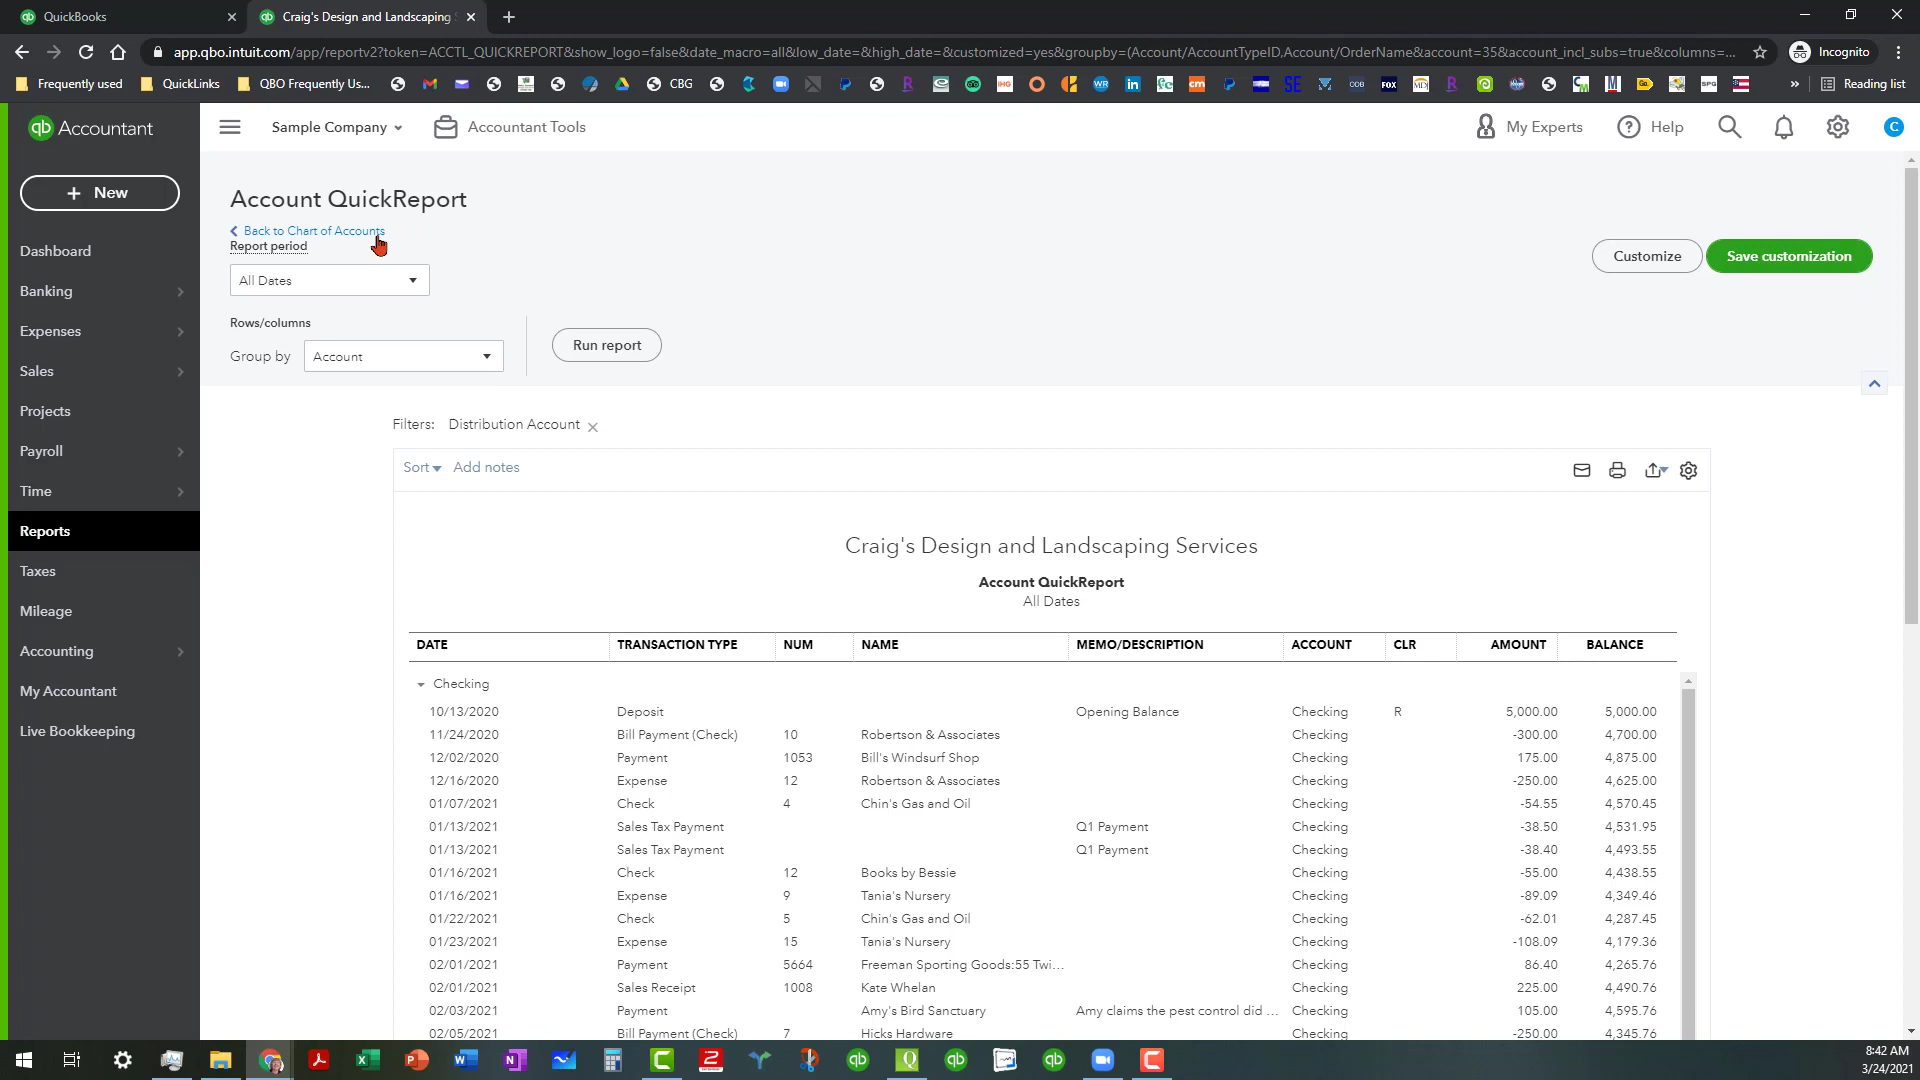 QuickBooks
Craig's Design and Landscaping S
app.qbo.intuit.com/app/reportv2?token=ACCTL_QUICKREPORT&show_logo=false&date_macro=all&low_date=&high_date=&customized=yes&groupby=(Account/AccountTypeID,Account/OrderName&account=35&account_incl_subs=true&columns=...
Incognito
Frequently used
QuickLinks
QBO Frequently Us...
CBG
Reading list
qb Accountant
Sample Company
Accountant Tools
My Experts
Help
C
+ New
Dashboard
Banking
Expenses
Sales
Projects
Payroll
Time
Reports
Taxes
Mileage
Accounting
My Accountant
Live Bookkeeping
Account QuickReport
Back to Chart of Accounts
Report period
All Dates
Customize
Save customization
Rows/columns
Group by
Account
Run report
Filters: Distribution Account
Sort Add notes
Craig's Design and Landscaping Services
Account QuickReport
All Dates
DATE TRANSACTION TYPE NUM NAME MEMO/DESCRIPTION ACCOUNT CLR AMOUNT BALANCE
Checking
10/13/2020 Deposit Opening Balance Checking R 5,000.00 5,000.00
11/24/2020 Bill Payment (Check) 10 Robertson & Associates Checking -300.00 4,700.00
12/02/2020 Payment 1053 Bill's Windsurf Shop Checking 175.00 4,875.00
12/16/2020 Expense 12 Robertson & Associates Checking -250.00 4,625.00
01/07/2021 Check 4 Chin's Gas and Oil Checking -54.55 4,570.45
01/13/2021 Sales Tax Payment Q1 Payment Checking -38.50 4,531.95
01/13/2021 Sales Tax Payment Q1 Payment Checking -38.40 4,493.55
01/16/2021 Check 12 Books by Bessie Checking -55.00 4,438.55
01/16/2021 Expense 9 Tania's Nursery Checking -89.09 4,349.46
01/22/2021 Check 5 Chin's Gas and Oil Checking -62.01 4,287.45
01/23/2021 Expense 15 Tania's Nursery Checking -108.09 4,179.36
02/01/2021 Payment 5664 Freeman Sporting Goods:55 Twi... Checking 86.40 4,265.76
02/01/2021 Sales Receipt 1008 Kate Whelan Checking 225.00 4,490.76
02/03/2021 Payment Amy's Bird Sanctuary Amy claims the pest control did ... Checking 105.00 4,595.76
02/05/2021 Bill Payment (Check) 7 Hicks Hardware Checking -250.00 4,345.76
8:42 AM
3/24/2021